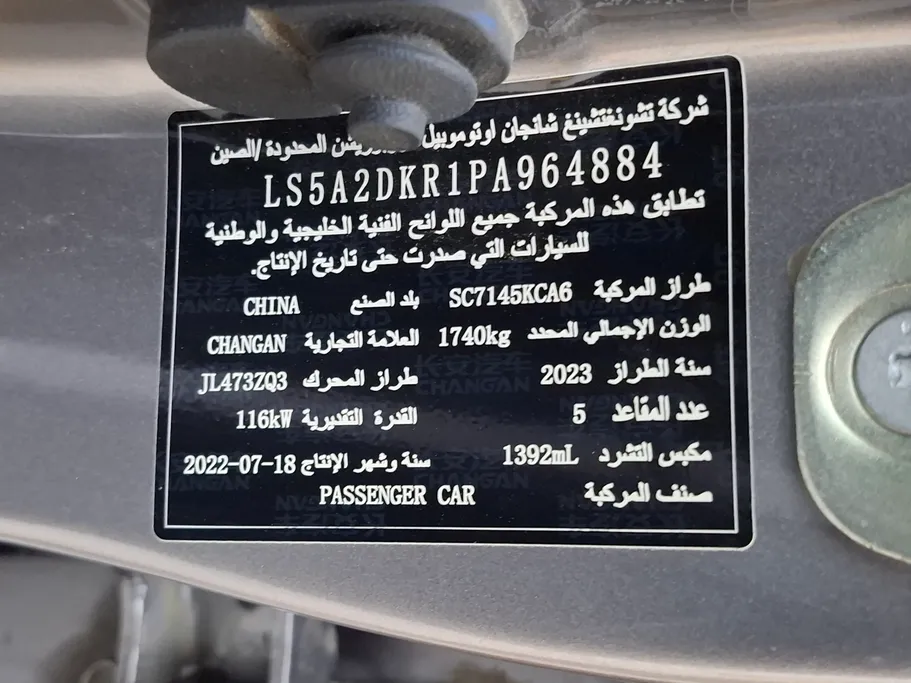 شركة تشونغتشينغ شانجان اوتوموبيل المحدودة /الصين
LS5A2DKR1PA964884
تطابق هذه المركبة جميع اللوائح الفنية الخليجية والوطنية
للسيارات التي صدرت حتى تاريخ الإنتاج.
طراز المركبة SC7145KCA6 بلد الصنع CHINA
الوزن الإجمالي المحدد 1740kg العلامة التجارية CHANGAN
سنة الطراز 2023 طراز المحرك JL473ZQ3
عدد المقاعد 5 القدرة التقديرية 116kW
مكبس التشرد 1392mL سنة وشهر الإنتاج 2022-07-18
صنف المركبة PASSENGER CAR